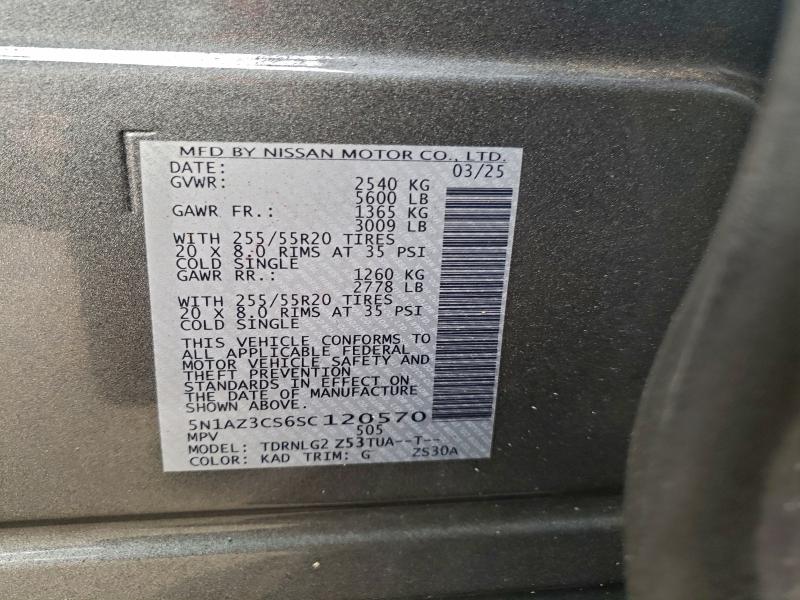 MFD BY NISSAN MOTOR CO., LTD.
DATE: 03/25
GVWR: 2540 KG
5600 LB
GAWR FR.: 1365 KG
3009 LB
WITH 255/55R20 TIRES
20 X 8.0 RIMS AT 35 PSI
COLD SINGLE
GAWR RR.: 1260 KG
2778 LB
WITH 255/55R20 TIRES
20 X 8.0 RIMS AT 35 PSI
COLD SINGLE
THIS VEHICLE CONFORMS TO
ALL APPLICABLE FEDERAL
MOTOR VEHICLE SAFETY AND
THEFT PREVENTION
STANDARDS IN EFFECT ON
THE DATE OF MANUFACTURE
SHOWN ABOVE.
5N1AZ3CS6SC120570
MPV 505
MODEL: TDRNLG2 Z53TUA--T--
COLOR: KAD TRIM: G ZS30A